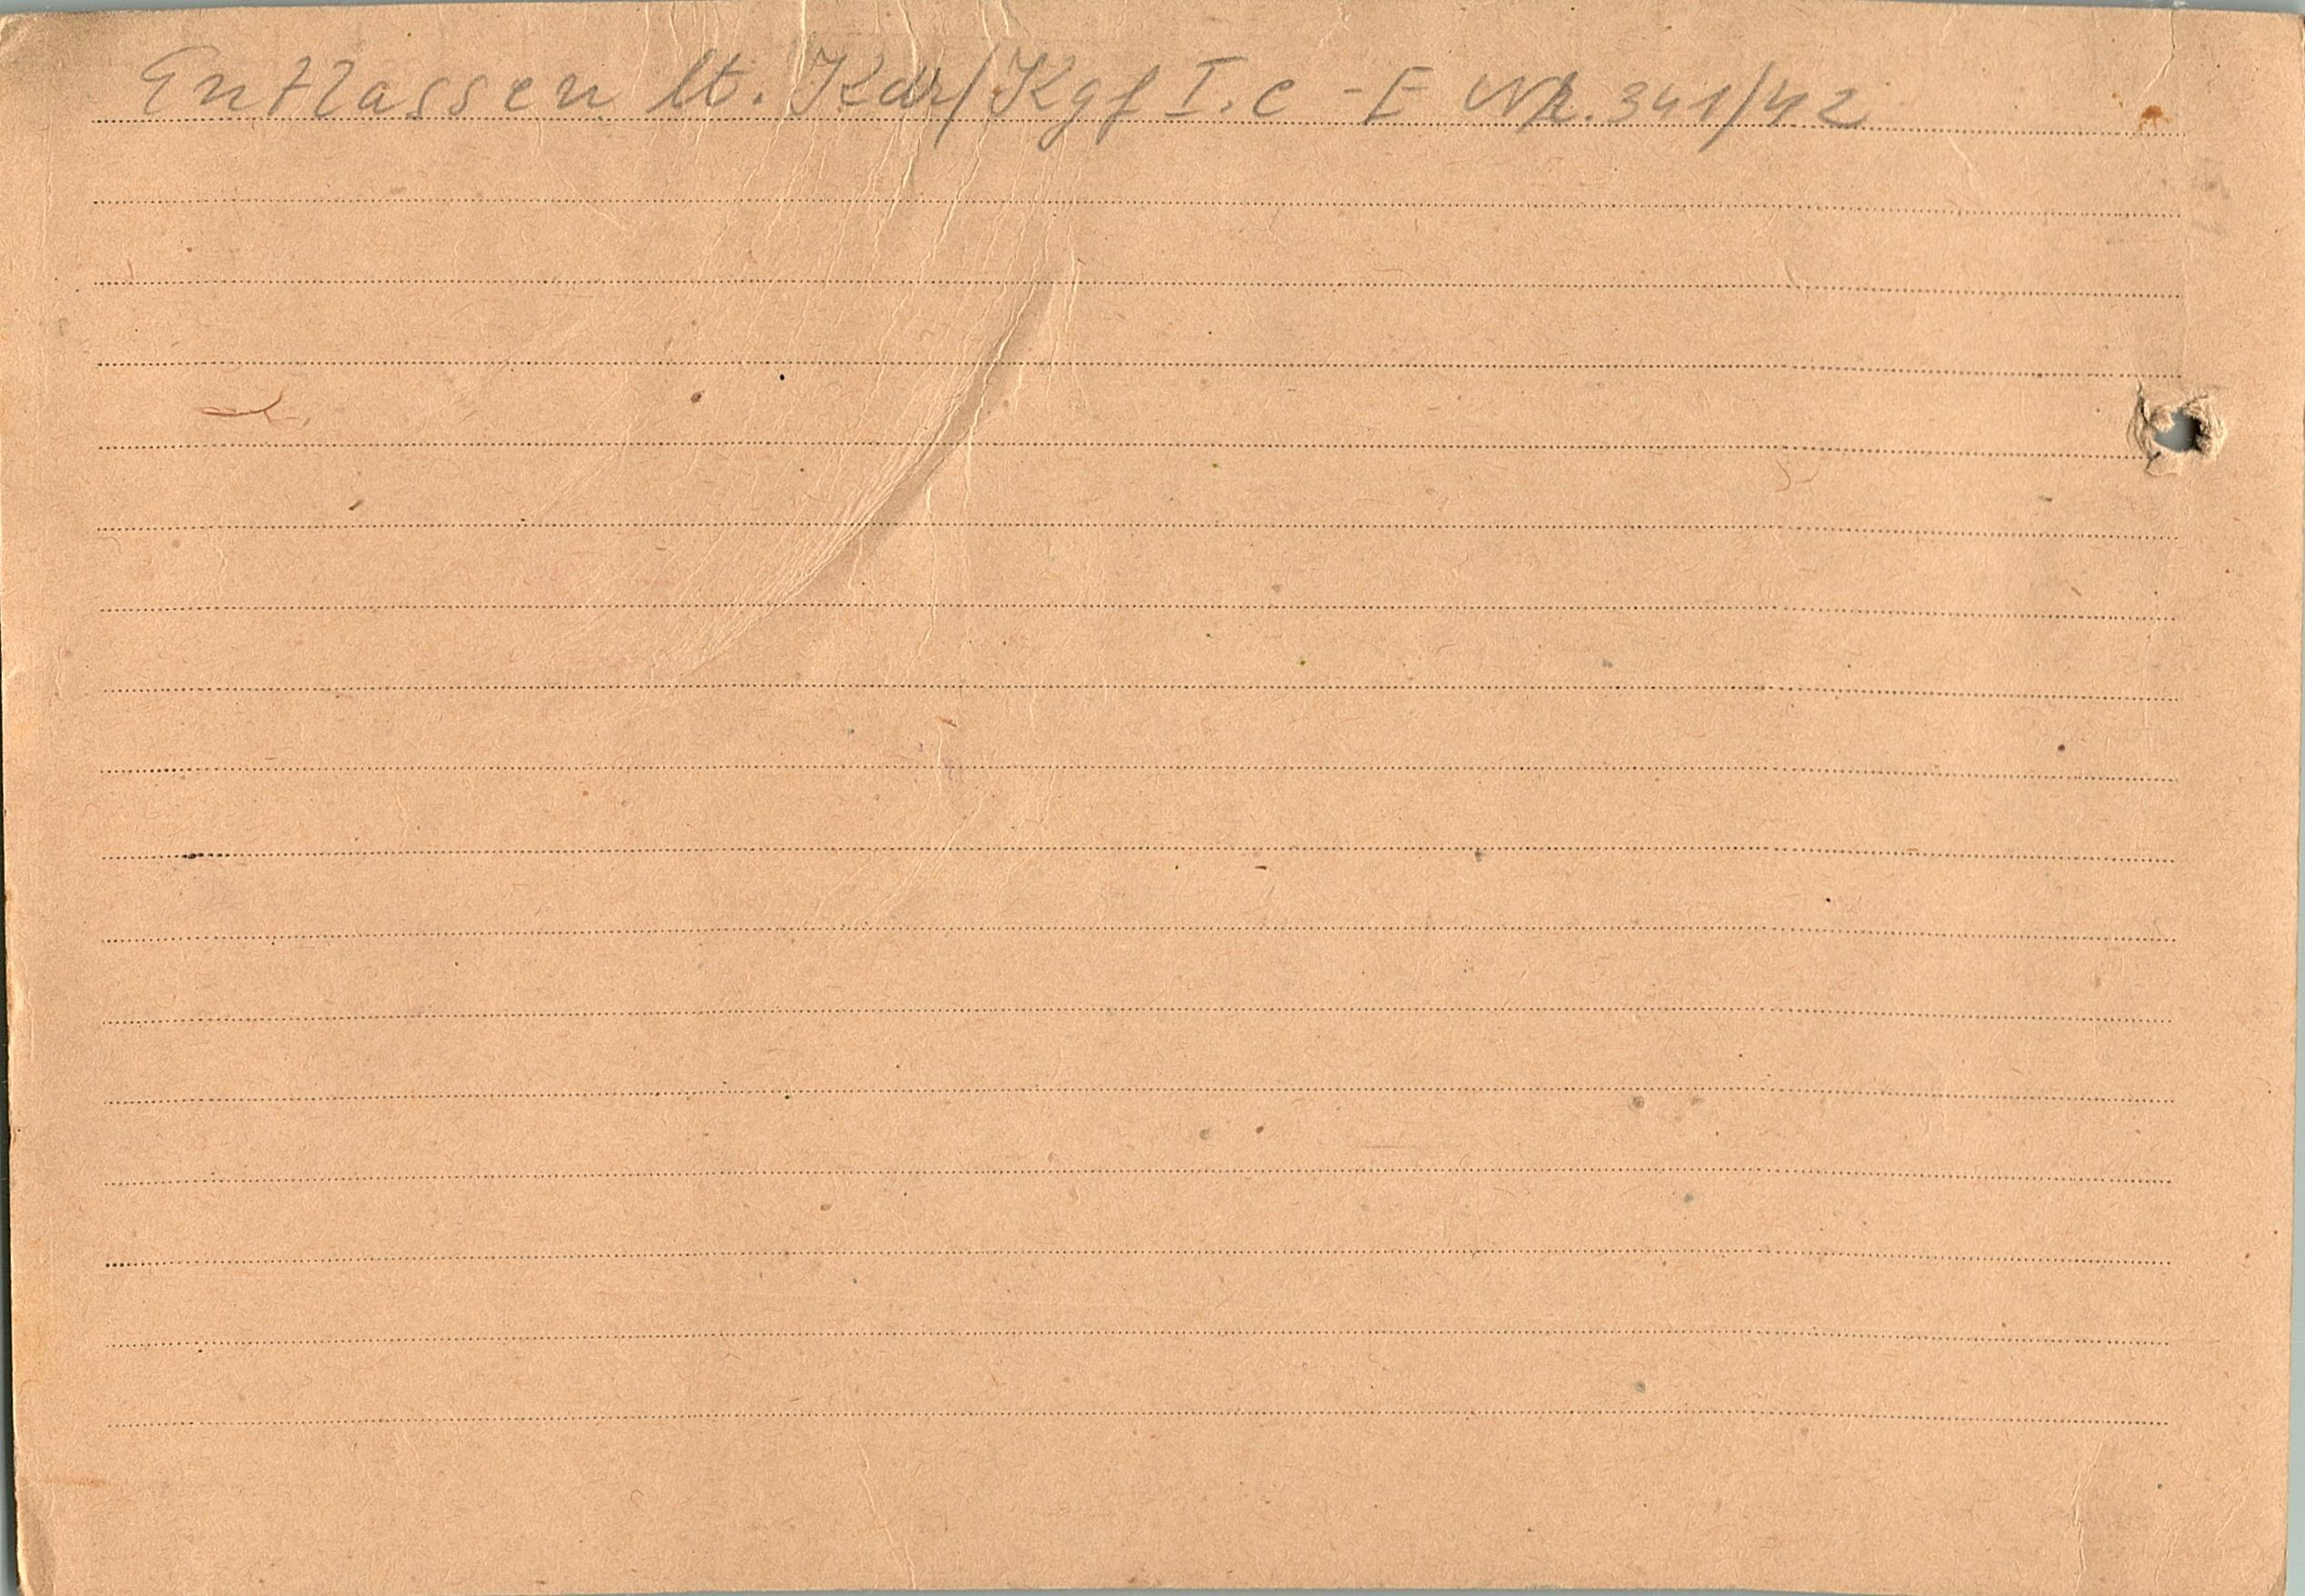 Entlassen lt. Kdr/Kgf I.c -E Nr. 341/42